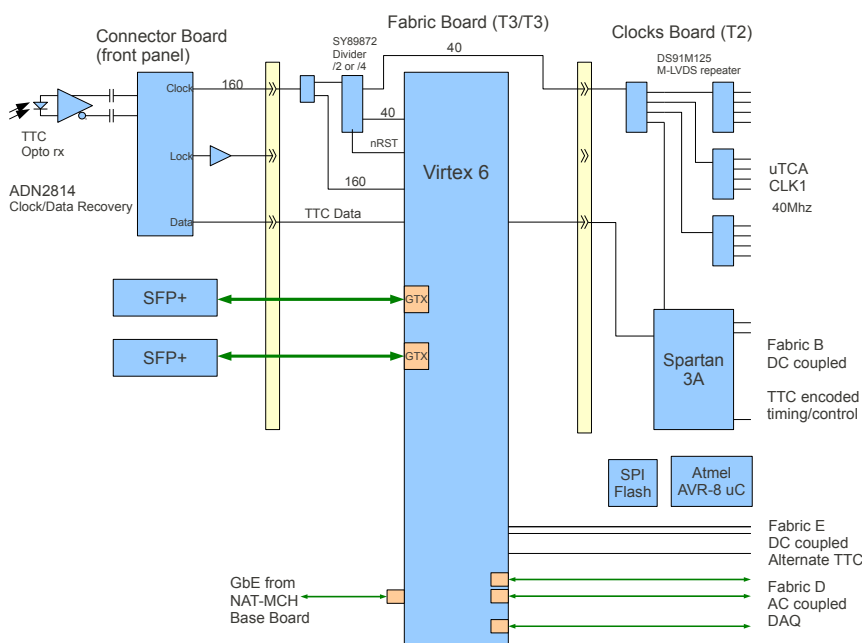 Connector Board
(front panel)
Fabric Board (T3/T3)
Clocks Board (T2)
SY89872
Divider
/2 or /4
40
DS91M125
M-LVDS repeater
Clock
160
40
nRST
TTC
Opto rx
Lock
Virtex 6
160
uTCA
CLK1
40Mhz
ADN2814
Clock/Data Recovery
Data
TTC Data
SFP+
GTX
SFP+
GTX
Spartan
3A
Fabric B
DC coupled
TTC encoded
timing/control
SPI
Flash
Atmel
AVR-8 uC
Fabric E
DC coupled
Alternate TTC
GbE from
NAT-MCH
Base Board
Fabric D
AC coupled
DAQ